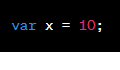 var x = 10;